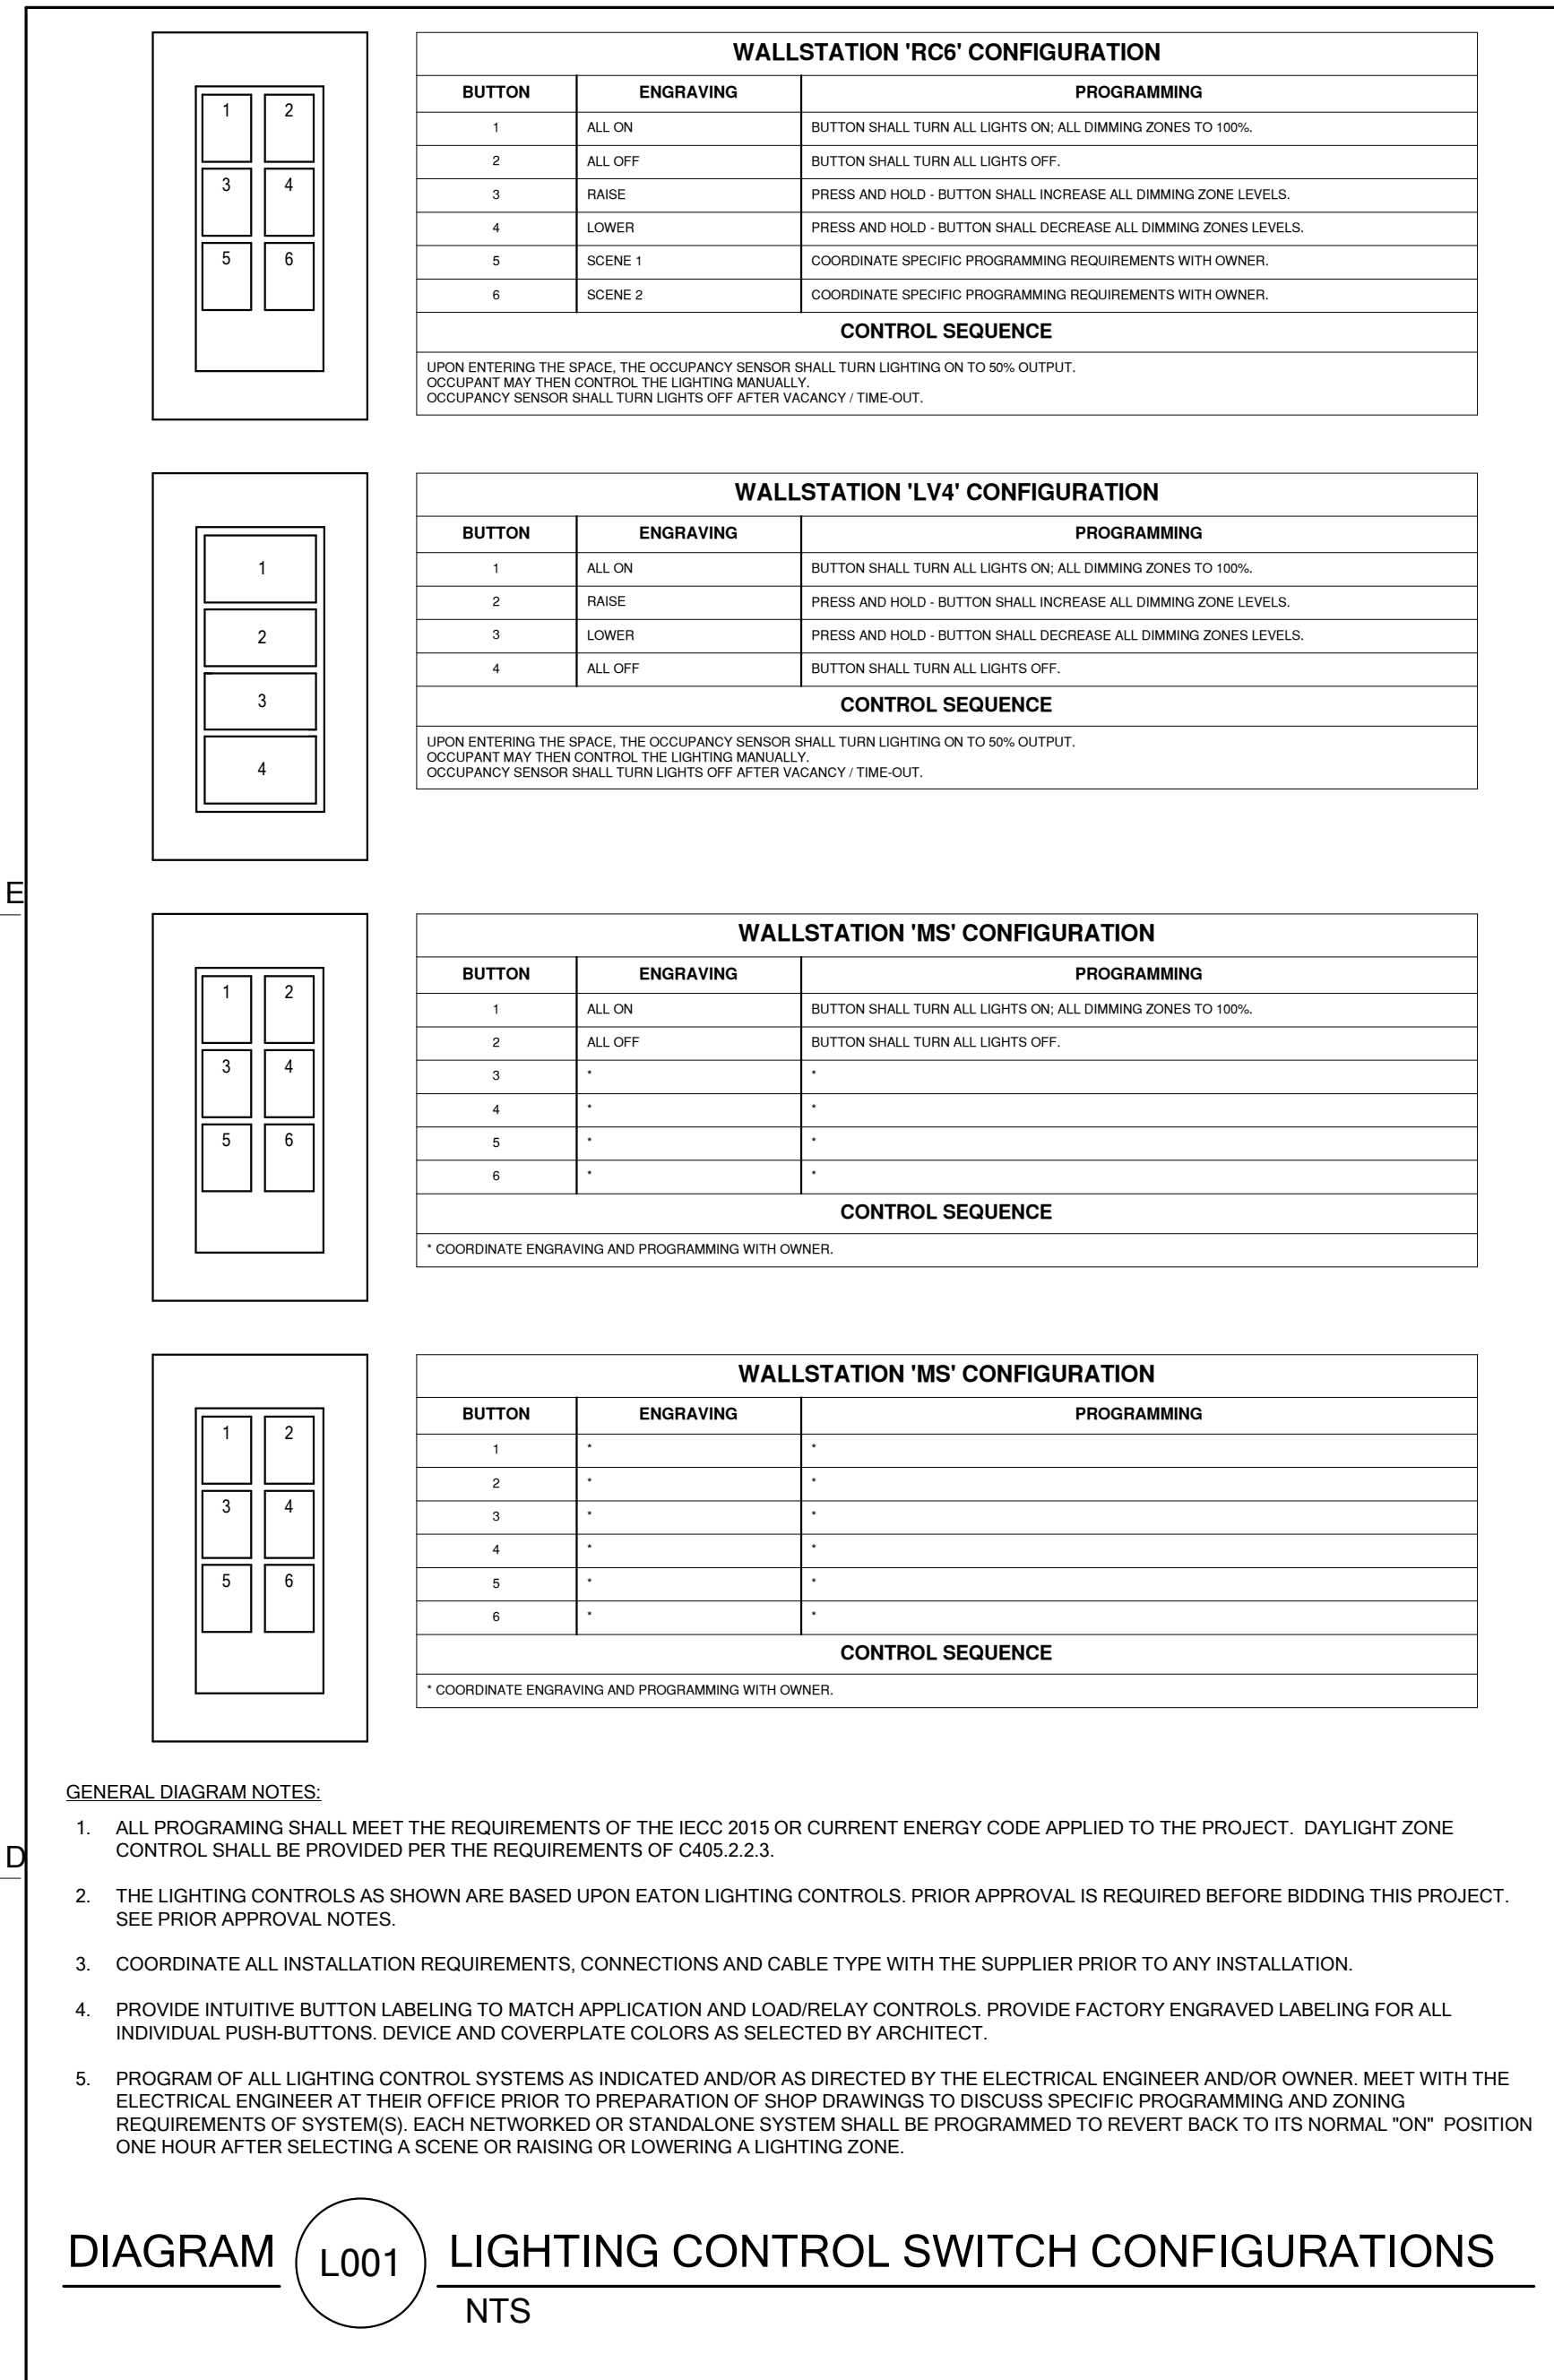 1 2
3 4
5 6
WALLSTATION 'RC6' CONFIGURATION
BUTTON ENGRAVING PROGRAMMING
1 ALL ON BUTTON SHALL TURN ALL LIGHTS ON; ALL DIMMING ZONES TO 100%.
2 ALL OFF BUTTON SHALL TURN ALL LIGHTS OFF.
3 RAISE PRESS AND HOLD - BUTTON SHALL INCREASE ALL DIMMING ZONE LEVELS.
4 LOWER PRESS AND HOLD - BUTTON SHALL DECREASE ALL DIMMING ZONES LEVELS.
5 SCENE 1 COORDINATE SPECIFIC PROGRAMMING REQUIREMENTS WITH OWNER.
6 SCENE 2 COORDINATE SPECIFIC PROGRAMMING REQUIREMENTS WITH OWNER.
CONTROL SEQUENCE
UPON ENTERING THE SPACE, THE OCCUPANCY SENSOR SHALL TURN LIGHTING ON TO 50% OUTPUT.
OCCUPANT MAY THEN CONTROL THE LIGHTING MANUALLY.
OCCUPANCY SENSOR SHALL TURN LIGHTS OFF AFTER VACANCY / TIME-OUT.
1
2
3
4
WALLSTATION 'LV4' CONFIGURATION
BUTTON ENGRAVING PROGRAMMING
1 ALL ON BUTTON SHALL TURN ALL LIGHTS ON; ALL DIMMING ZONES TO 100%.
2 RAISE PRESS AND HOLD - BUTTON SHALL INCREASE ALL DIMMING ZONE LEVELS.
3 LOWER PRESS AND HOLD - BUTTON SHALL DECREASE ALL DIMMING ZONES LEVELS.
4 ALL OFF BUTTON SHALL TURN ALL LIGHTS OFF.
CONTROL SEQUENCE
UPON ENTERING THE SPACE, THE OCCUPANCY SENSOR SHALL TURN LIGHTING ON TO 50% OUTPUT.
OCCUPANT MAY THEN CONTROL THE LIGHTING MANUALLY.
OCCUPANCY SENSOR SHALL TURN LIGHTS OFF AFTER VACANCY / TIME-OUT.
E
1 2
3 4
5 6
WALLSTATION 'MS' CONFIGURATION
BUTTON ENGRAVING PROGRAMMING
1 ALL ON BUTTON SHALL TURN ALL LIGHTS ON; ALL DIMMING ZONES TO 100%.
2 ALL OFF BUTTON SHALL TURN ALL LIGHTS OFF.
3 * *
4 * *
5 * *
6 * *
CONTROL SEQUENCE
* COORDINATE ENGRAVING AND PROGRAMMING WITH OWNER.
1 2
3 4
5 6
WALLSTATION 'MS' CONFIGURATION
BUTTON ENGRAVING PROGRAMMING
1 * *
2 * *
3 * *
4 * *
5 * *
6 * *
CONTROL SEQUENCE
* COORDINATE ENGRAVING AND PROGRAMMING WITH OWNER.
GENERAL DIAGRAM NOTES:
1. ALL PROGRAMING SHALL MEET THE REQUIREMENTS OF THE IECC 2015 OR CURRENT ENERGY CODE APPLIED TO THE PROJECT. DAYLIGHT ZONE
CONTROL SHALL BE PROVIDED PER THE REQUIREMENTS OF C405.2.2.3.
D
2. THE LIGHTING CONTROLS AS SHOWN ARE BASED UPON EATON LIGHTING CONTROLS. PRIOR APPROVAL IS REQUIRED BEFORE BIDDING THIS PROJECT.
SEE PRIOR APPROVAL NOTES.
3. COORDINATE ALL INSTALLATION REQUIREMENTS, CONNECTIONS AND CABLE TYPE WITH THE SUPPLIER PRIOR TO ANY INSTALLATION.
4. PROVIDE INTUITIVE BUTTON LABELING TO MATCH APPLICATION AND LOAD/RELAY CONTROLS. PROVIDE FACTORY ENGRAVED LABELING FOR ALL
INDIVIDUAL PUSH-BUTTONS. DEVICE AND COVERPLATE COLORS AS SELECTED BY ARCHITECT.
5. PROGRAM OF ALL LIGHTING CONTROL SYSTEMS AS INDICATED AND/OR AS DIRECTED BY THE ELECTRICAL ENGINEER AND/OR OWNER. MEET WITH THE
ELECTRICAL ENGINEER AT THEIR OFFICE PRIOR TO PREPARATION OF SHOP DRAWINGS TO DISCUSS SPECIFIC PROGRAMMING AND ZONING
REQUIREMENTS OF SYSTEM(S). EACH NETWORKED OR STANDALONE SYSTEM SHALL BE PROGRAMMED TO REVERT BACK TO ITS NORMAL "ON" POSITION
ONE HOUR AFTER SELECTING A SCENE OR RAISING OR LOWERING A LIGHTING ZONE.
DIAGRAM L001 LIGHTING CONTROL SWITCH CONFIGURATIONS
NTS